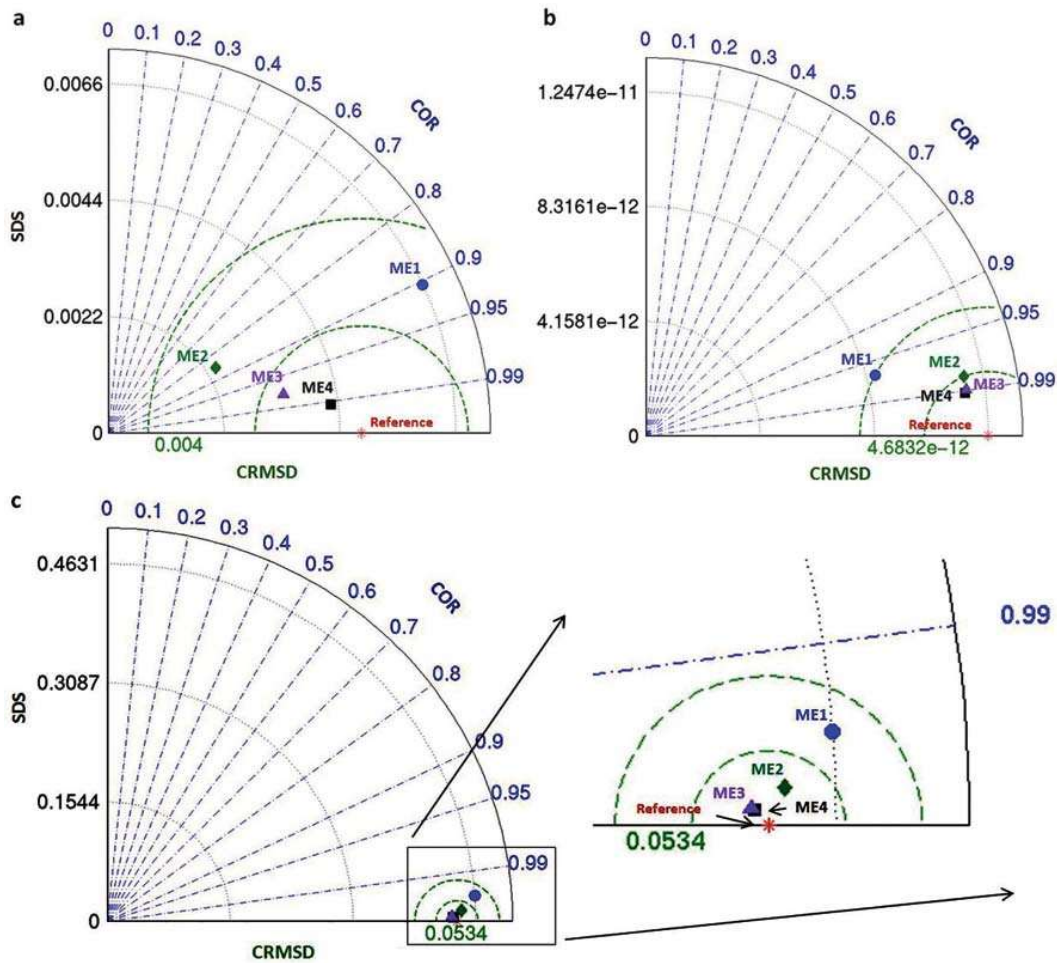 a
0
0.1
0.2
0.3
0.4
0.5
0.6
0.7
0.8
0.9
0.95
0.99
COR
SDS
0.0066
0.0044
0.0022
0
ME1
ME2
ME3
ME4
Reference
0.004
CRMSD
b
0
0.1
0.2
0.3
0.4
0.5
0.6
0.7
0.8
0.9
0.95
0.99
COR
1.2474e-11
8.3161e-12
4.1581e-12
0
ME1
ME2
ME3
ME4
Reference
4.6832e-12
CRMSD
c
0
0.1
0.2
0.3
0.4
0.5
0.6
0.7
0.8
0.9
0.95
0.99
COR
SDS
0.4631
0.3087
0.1544
0
0.0534
CRMSD
0.99
ME1
ME2
ME3
ME4
Reference
0.0534